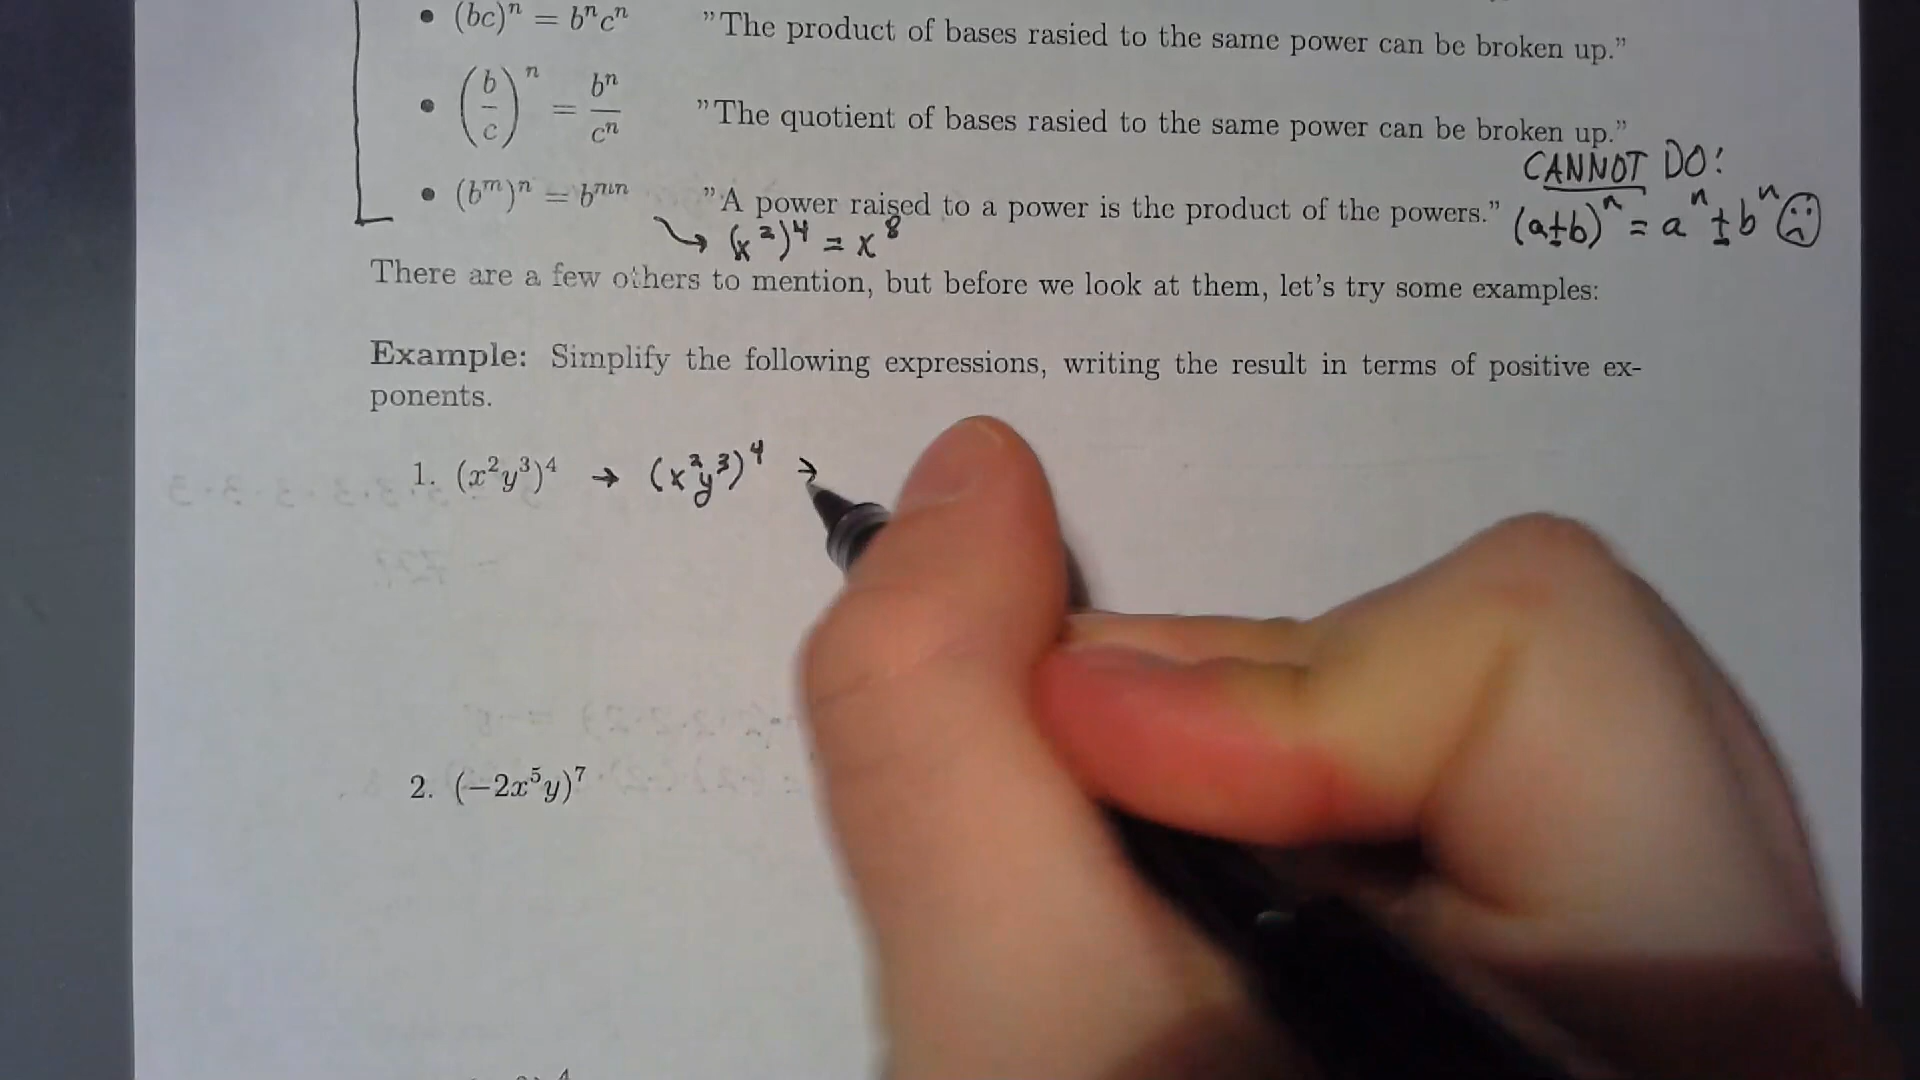 • (bc)ⁿ = bⁿcⁿ ”The product of bases rasied to the same power can be broken up.”
• (b/c)ⁿ = bⁿ/cⁿ ”The quotient of bases rasied to the same power can be broken up.”
CANNOT DO!
• (bᵐ)ⁿ = bᵐⁿ ”A power raised to a power is the product of the powers.” (a±b)ⁿ = aⁿ ± bⁿ
→ (x²)⁴ = x⁸
There are a few others to mention, but before we look at them, let’s try some examples:
Example: Simplify the following expressions, writing the result in terms of positive ex-
ponents.
1. (x²y³)⁴ → (x²y³)⁴ →
2. (−2x⁵y)⁷